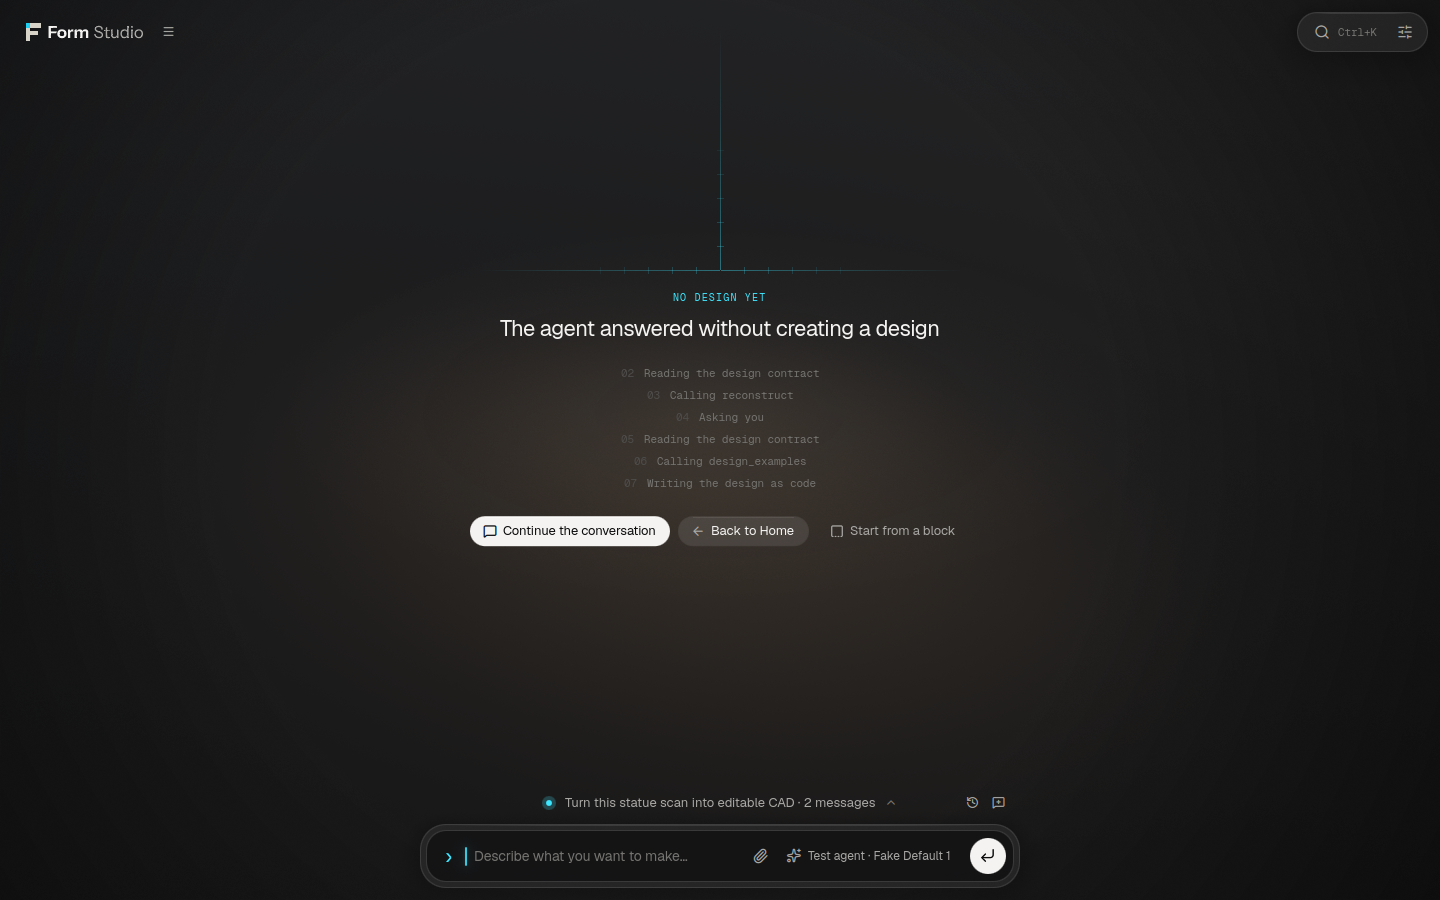 Form Studio
Ctrl+K
NO DESIGN YET
The agent answered without creating a design
02 Reading the design contract
03 Calling reconstruct
04 Asking you
05 Reading the design contract
06 Calling design_examples
07 Writing the design as code
Continue the conversation
Back to Home
Start from a block
Turn this statue scan into editable CAD · 2 messages
Describe what you want to make...
Test agent · Fake Default 1